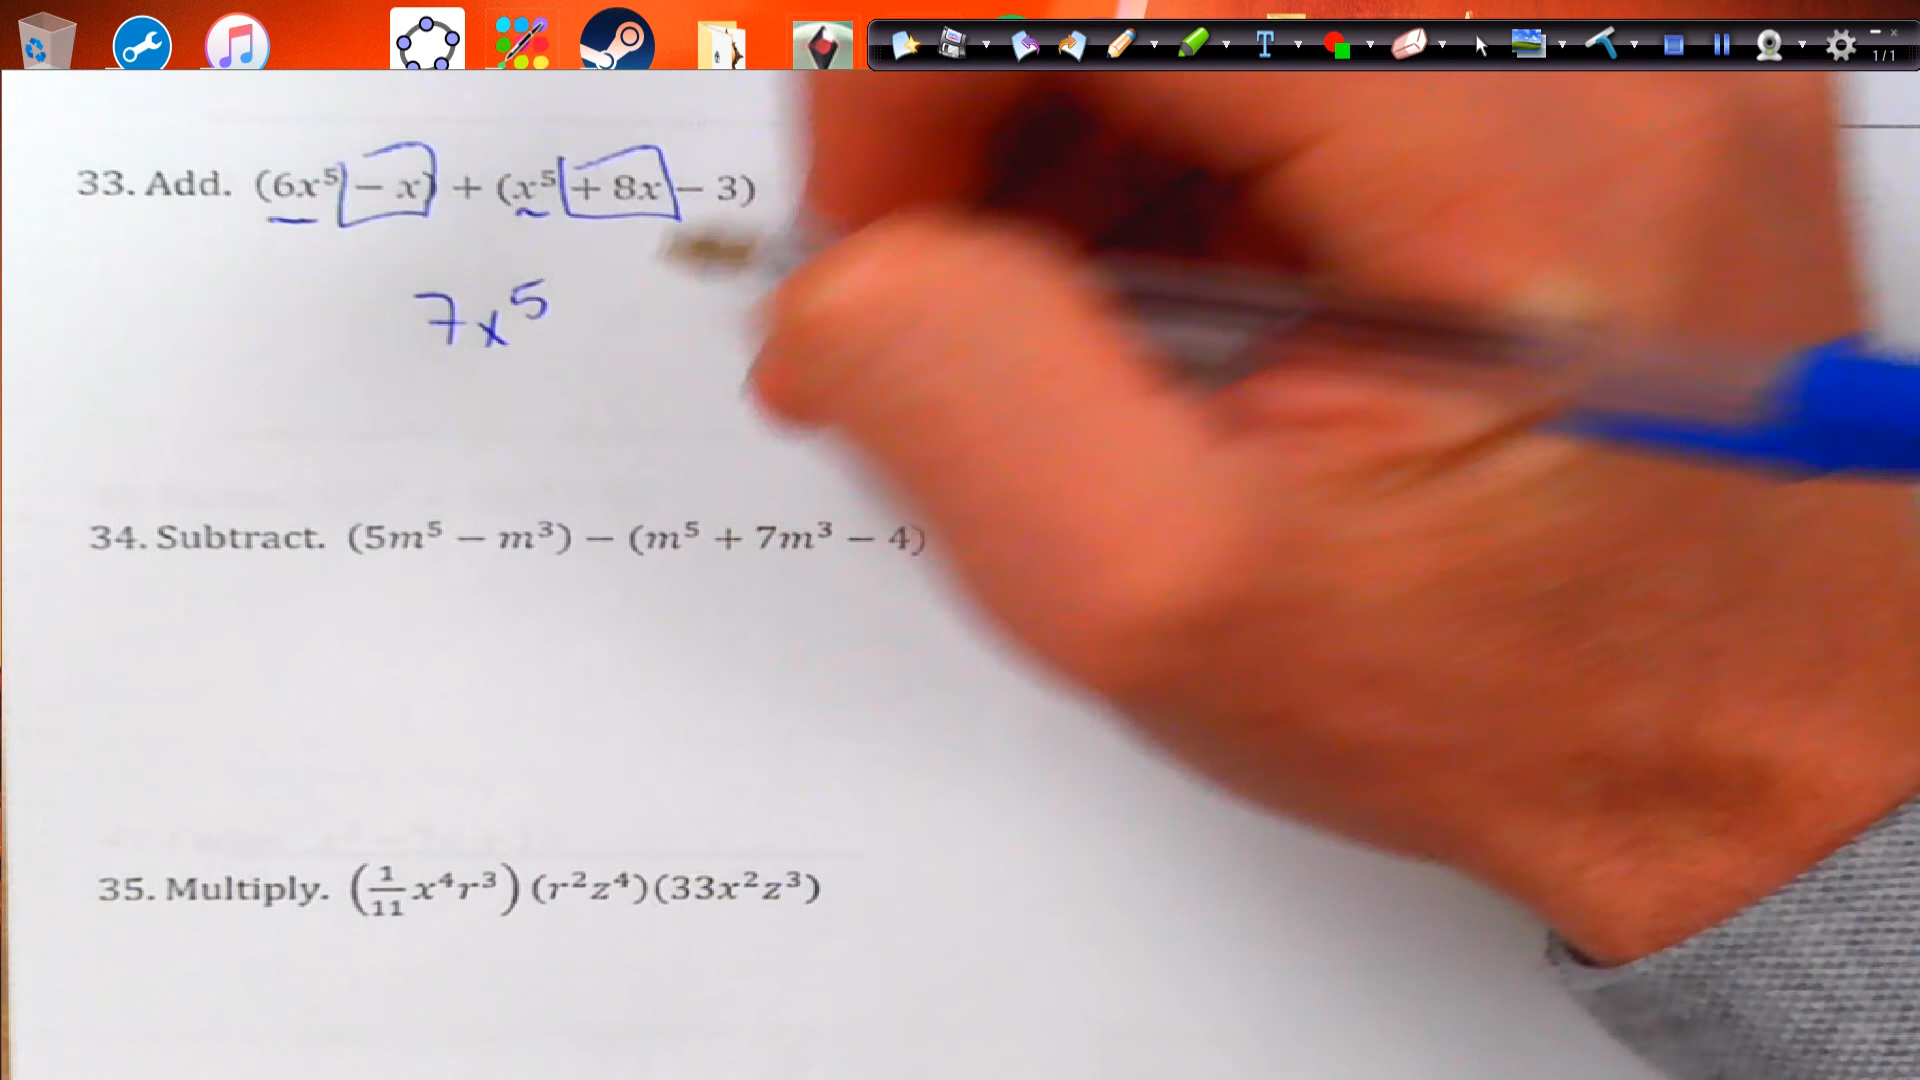 1/1
33. Add. (6x⁵ − x) + (x⁵ + 8x − 3)
7x⁵
34. Subtract. (5m⁵ − m³) − (m⁵ + 7m³ − 4)
35. Multiply. (1/11 x⁴r³)(r²z⁴)(33x²z³)